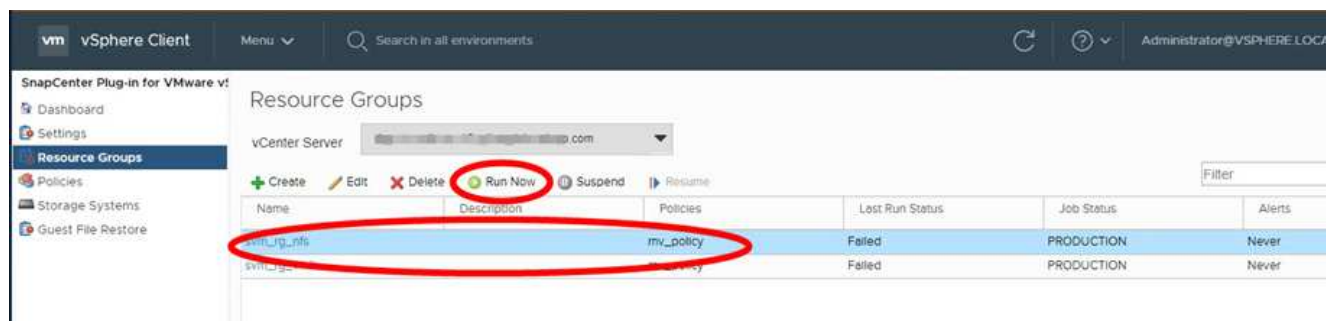 vm vSphere Client Menu Search in all environments Administrator@VSPHERE.LOCA
SnapCenter Plug-in for VMware vS
Dashboard
Settings
Resource Groups
Policies
Storage Systems
Guest File Restore
Resource Groups
vCenter Server .com
Create Edit Delete Run Now Suspend Resume
Filter
Name Description Policies Last Run Status Job Status Alerts
svm_rg_nfs mv_policy Failed PRODUCTION Never
Failed PRODUCTION Never